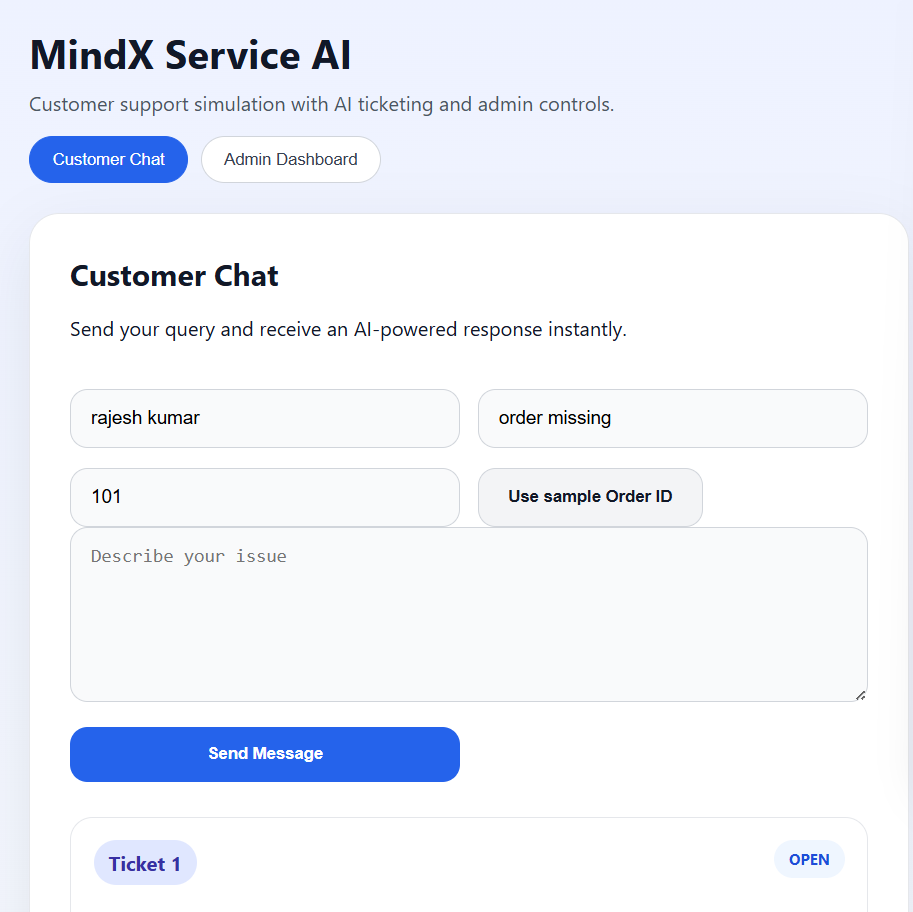 MindX Service AI
Customer support simulation with AI ticketing and admin controls.
Customer Chat
Admin Dashboard
Customer Chat
Send your query and receive an AI-powered response instantly.
rajesh kumar
order missing
101
Use sample Order ID
Describe your issue
Send Message
Ticket 1
OPEN